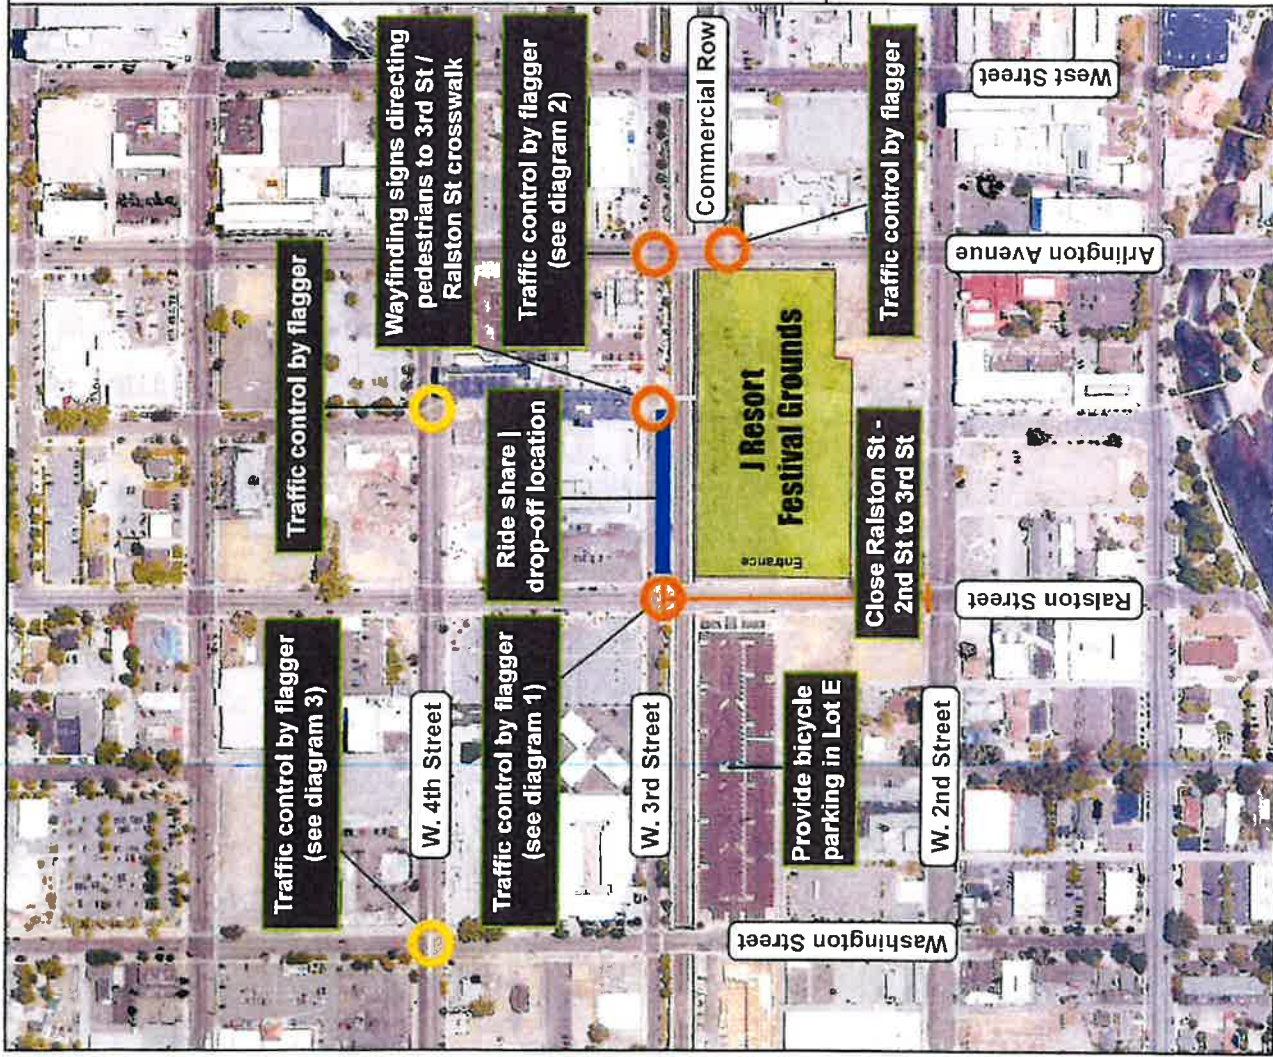 Traffic control by flagger
(see diagram 3)
Traffic control by flagger
Wayfinding signs directing
pedestrians to 3rd St /
Ralston St crosswalk
W. 4th Street
Traffic control by flagger
(see diagram 1)
Ride share |
drop-off location
Traffic control by flagger
(see diagram 2)
W. 3rd Street
Commercial Row
Provide bicycle
parking in Lot E
Entrance
J Resort
Festival Grounds
Close Ralston St -
2nd St to 3rd St
Traffic control by flagger
W. 2nd Street
Washington Street
Ralston Street
Arlington Avenue
West Street